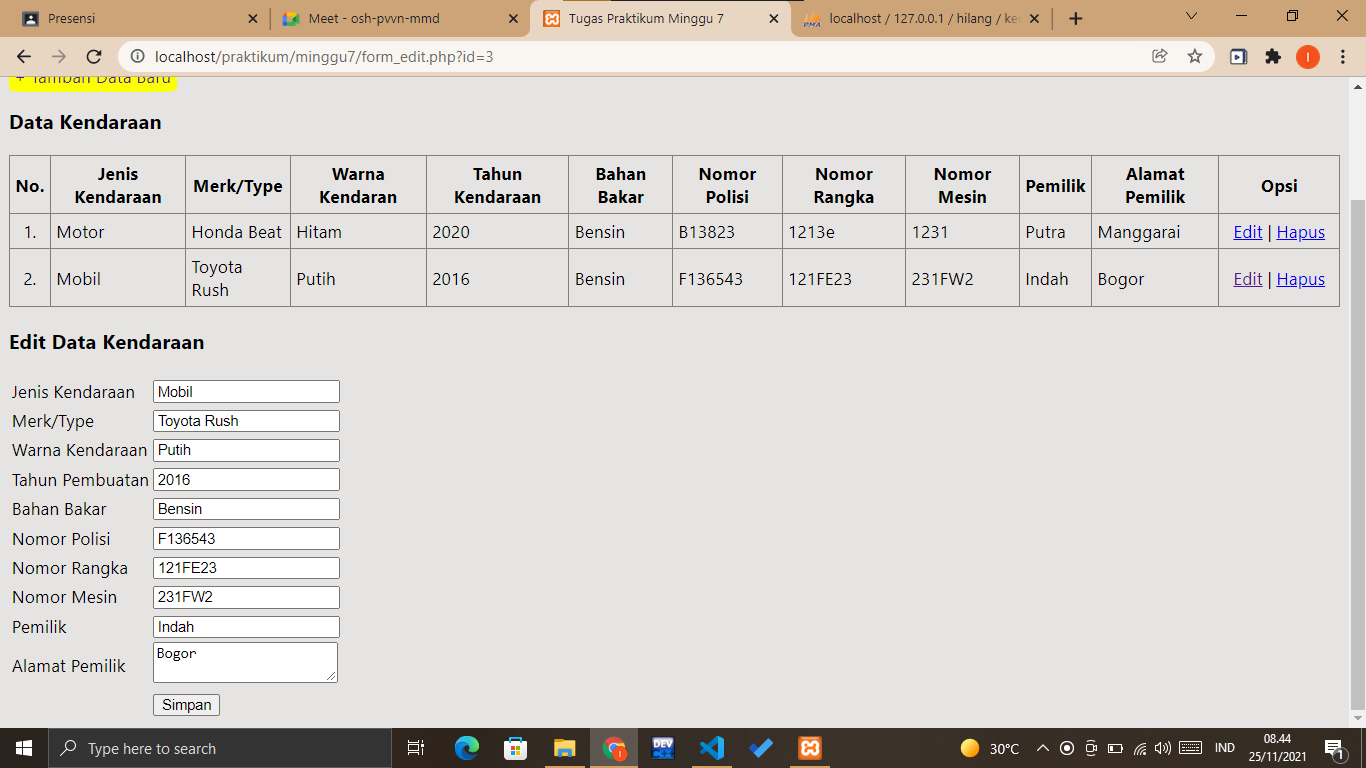 Presensi
Meet - osh-pvvn-mmd
Tugas Praktikum Minggu 7
localhost / 127.0.0.1 / hilang / ke
localhost/praktikum/minggu7/form_edit.php?id=3
I
+ Tambah Data Baru
Data Kendaraan
No. Jenis Kendaraan Merk/Type Warna Kendaran Tahun Kendaraan Bahan Bakar Nomor Polisi Nomor Rangka Nomor Mesin Pemilik Alamat Pemilik Opsi
1. Motor Honda Beat Hitam 2020 Bensin B13823 1213e 1231 Putra Manggarai Edit | Hapus
2. Mobil Toyota Rush Putih 2016 Bensin F136543 121FE23 231FW2 Indah Bogor Edit | Hapus
Edit Data Kendaraan
Jenis Kendaraan Mobil
Merk/Type Toyota Rush
Warna Kendaraan Putih
Tahun Pembuatan 2016
Bahan Bakar Bensin
Nomor Polisi F136543
Nomor Rangka 121FE23
Nomor Mesin 231FW2
Pemilik Indah
Alamat Pemilik Bogor
Simpan
Type here to search
DEV
30°C
IND
08.44
25/11/2021
1